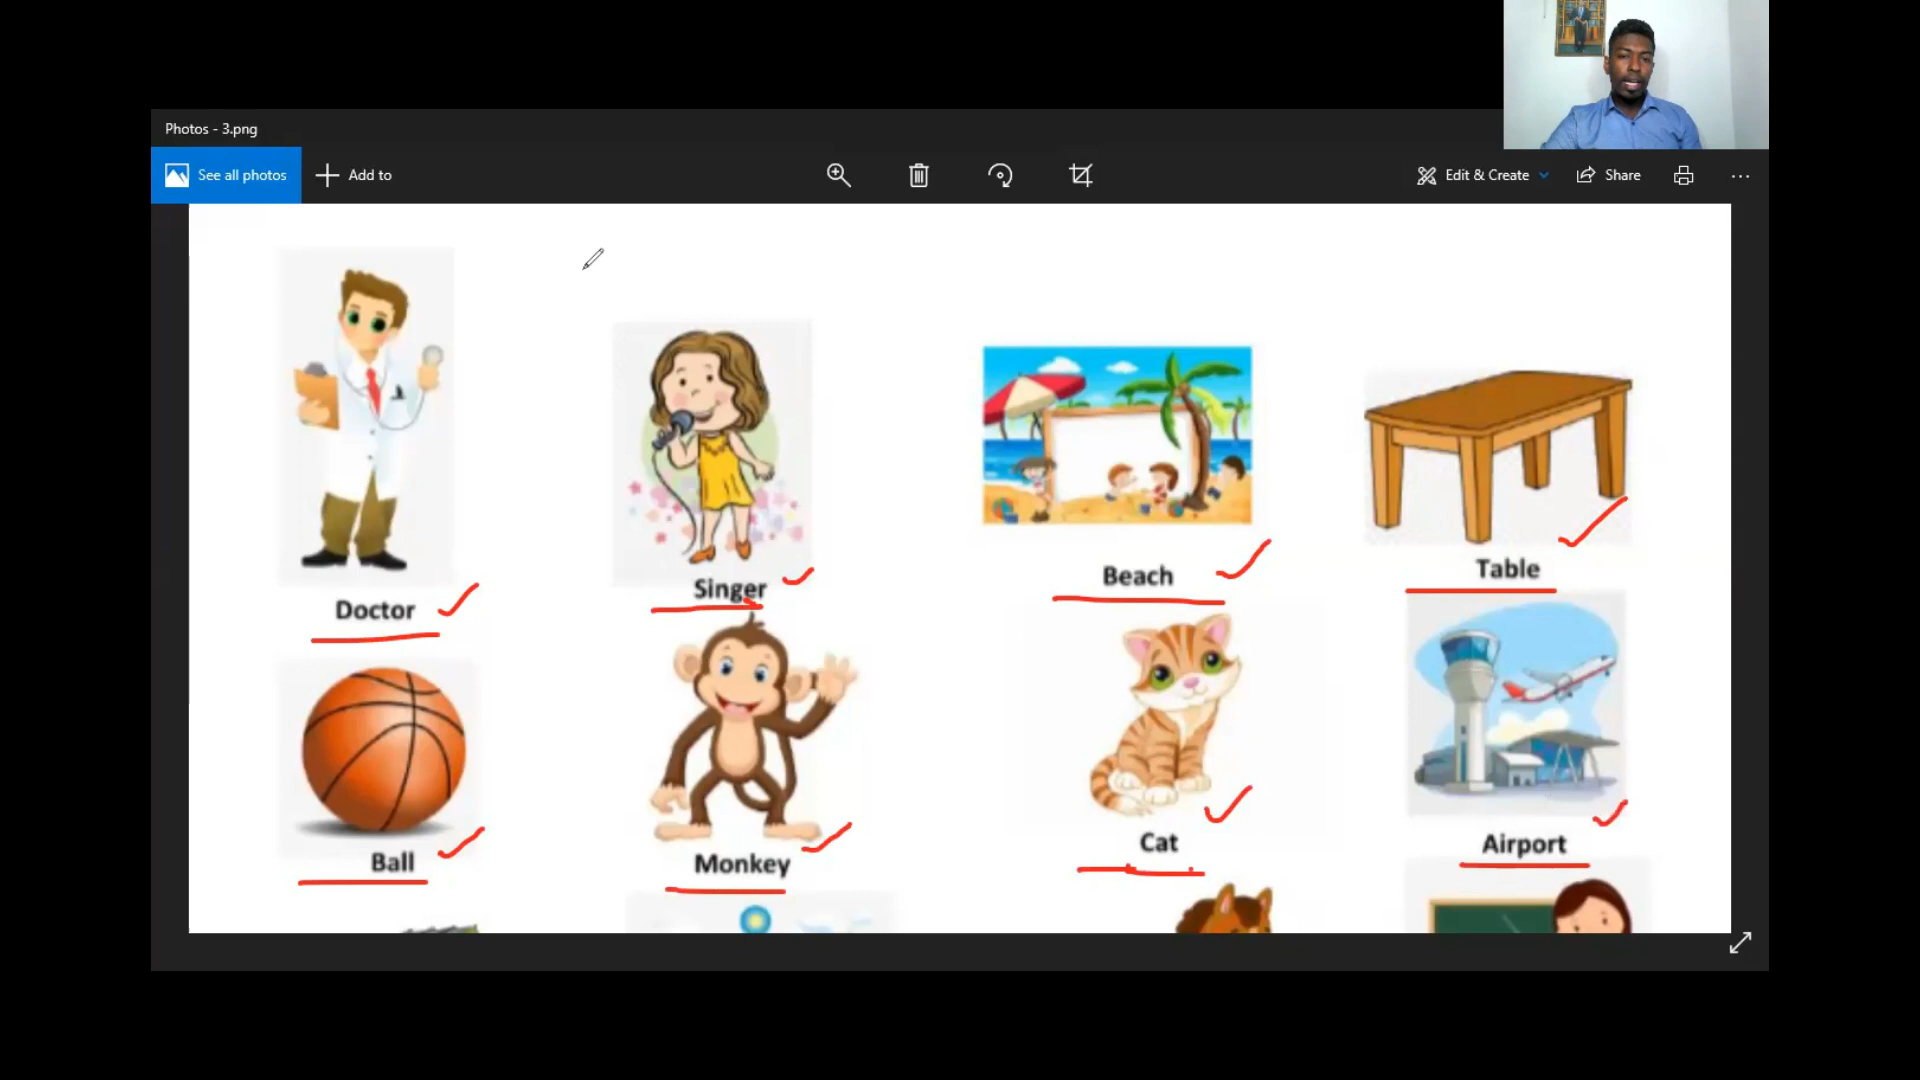 Photos - 3.png
See all photos
Add to
Edit & Create
Share
Doctor
Singer
Beach
Table
Ball
Monkey
Cat
Airport